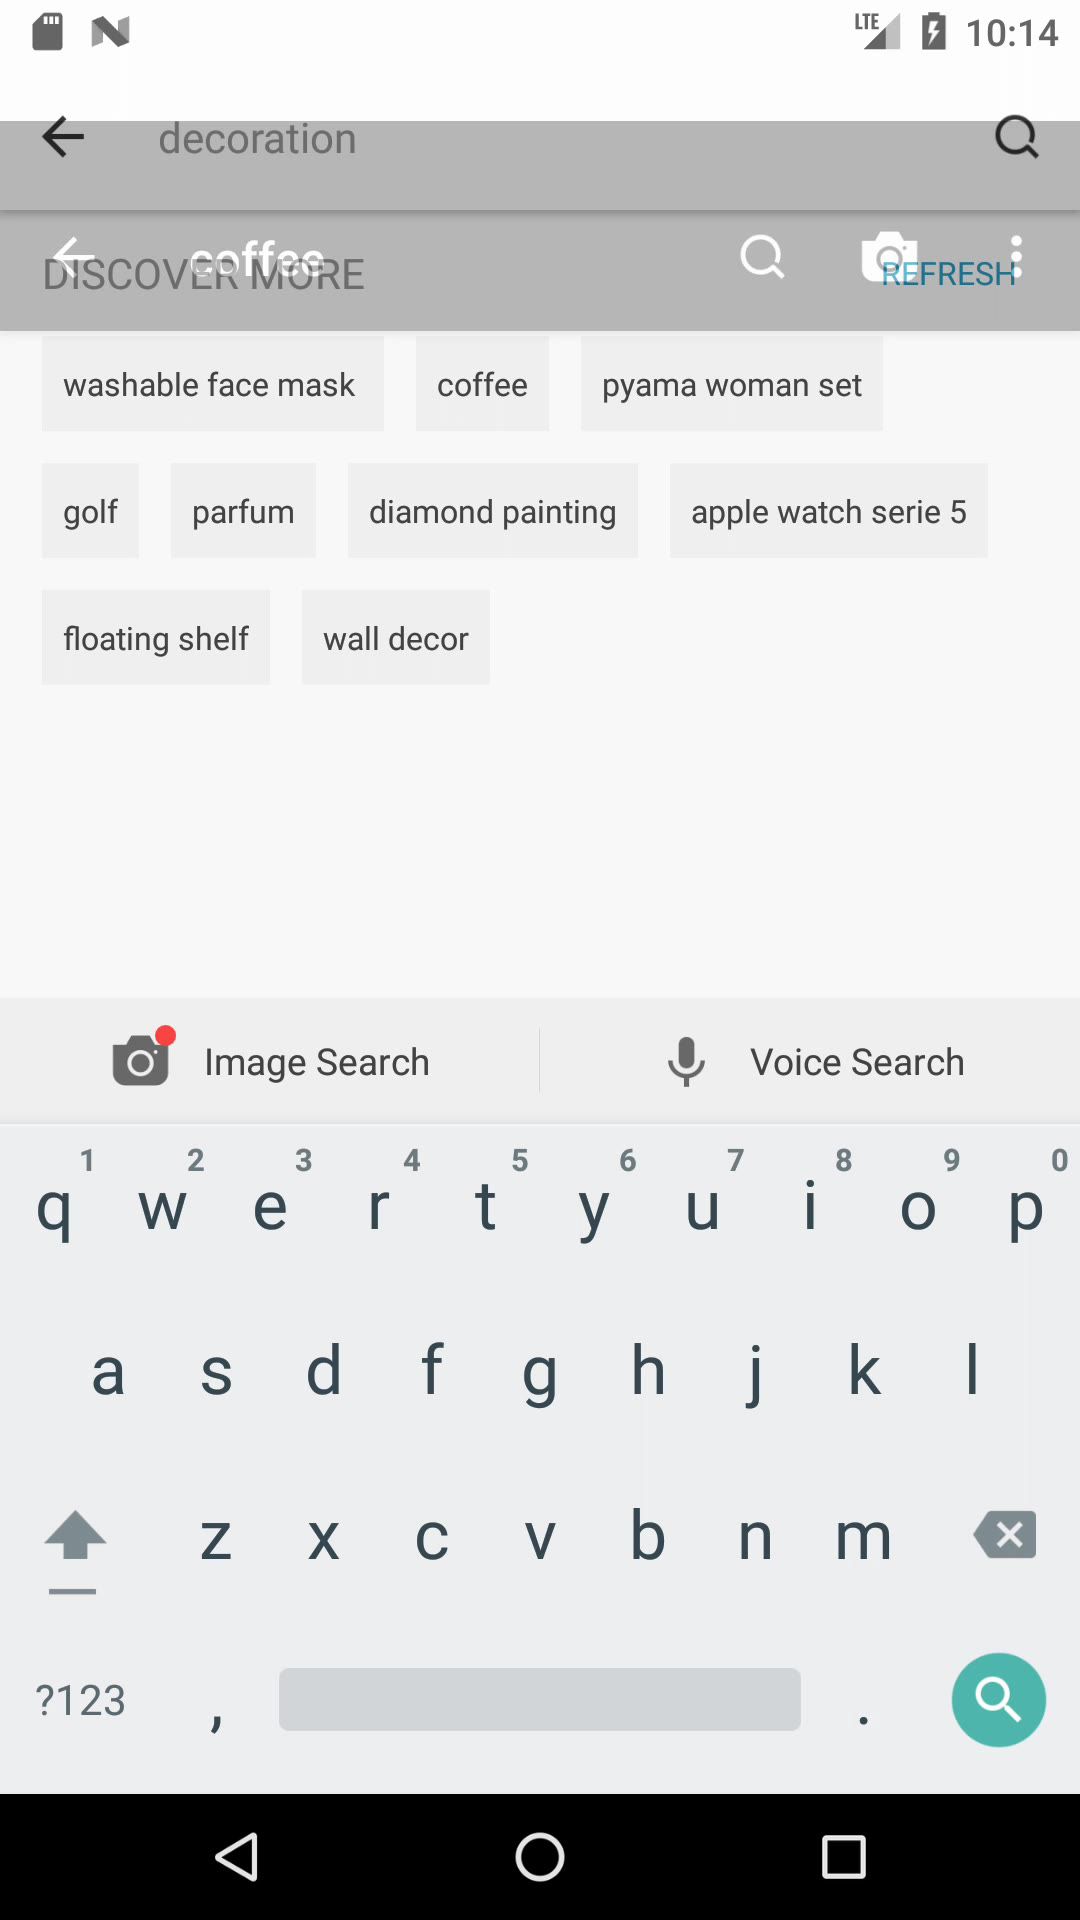 LTE 10:14
decoration
coffee
DISCOVER MORE REFRESH
washable face mask coffee pyama woman set
golf parfum diamond painting apple watch serie 5
floating shelf wall decor
Image Search Voice Search
1 2 3 4 5 6 7 8 9 0
q w e r t y u i o p
a s d f g h j k l
z x c v b n m
?123 , .